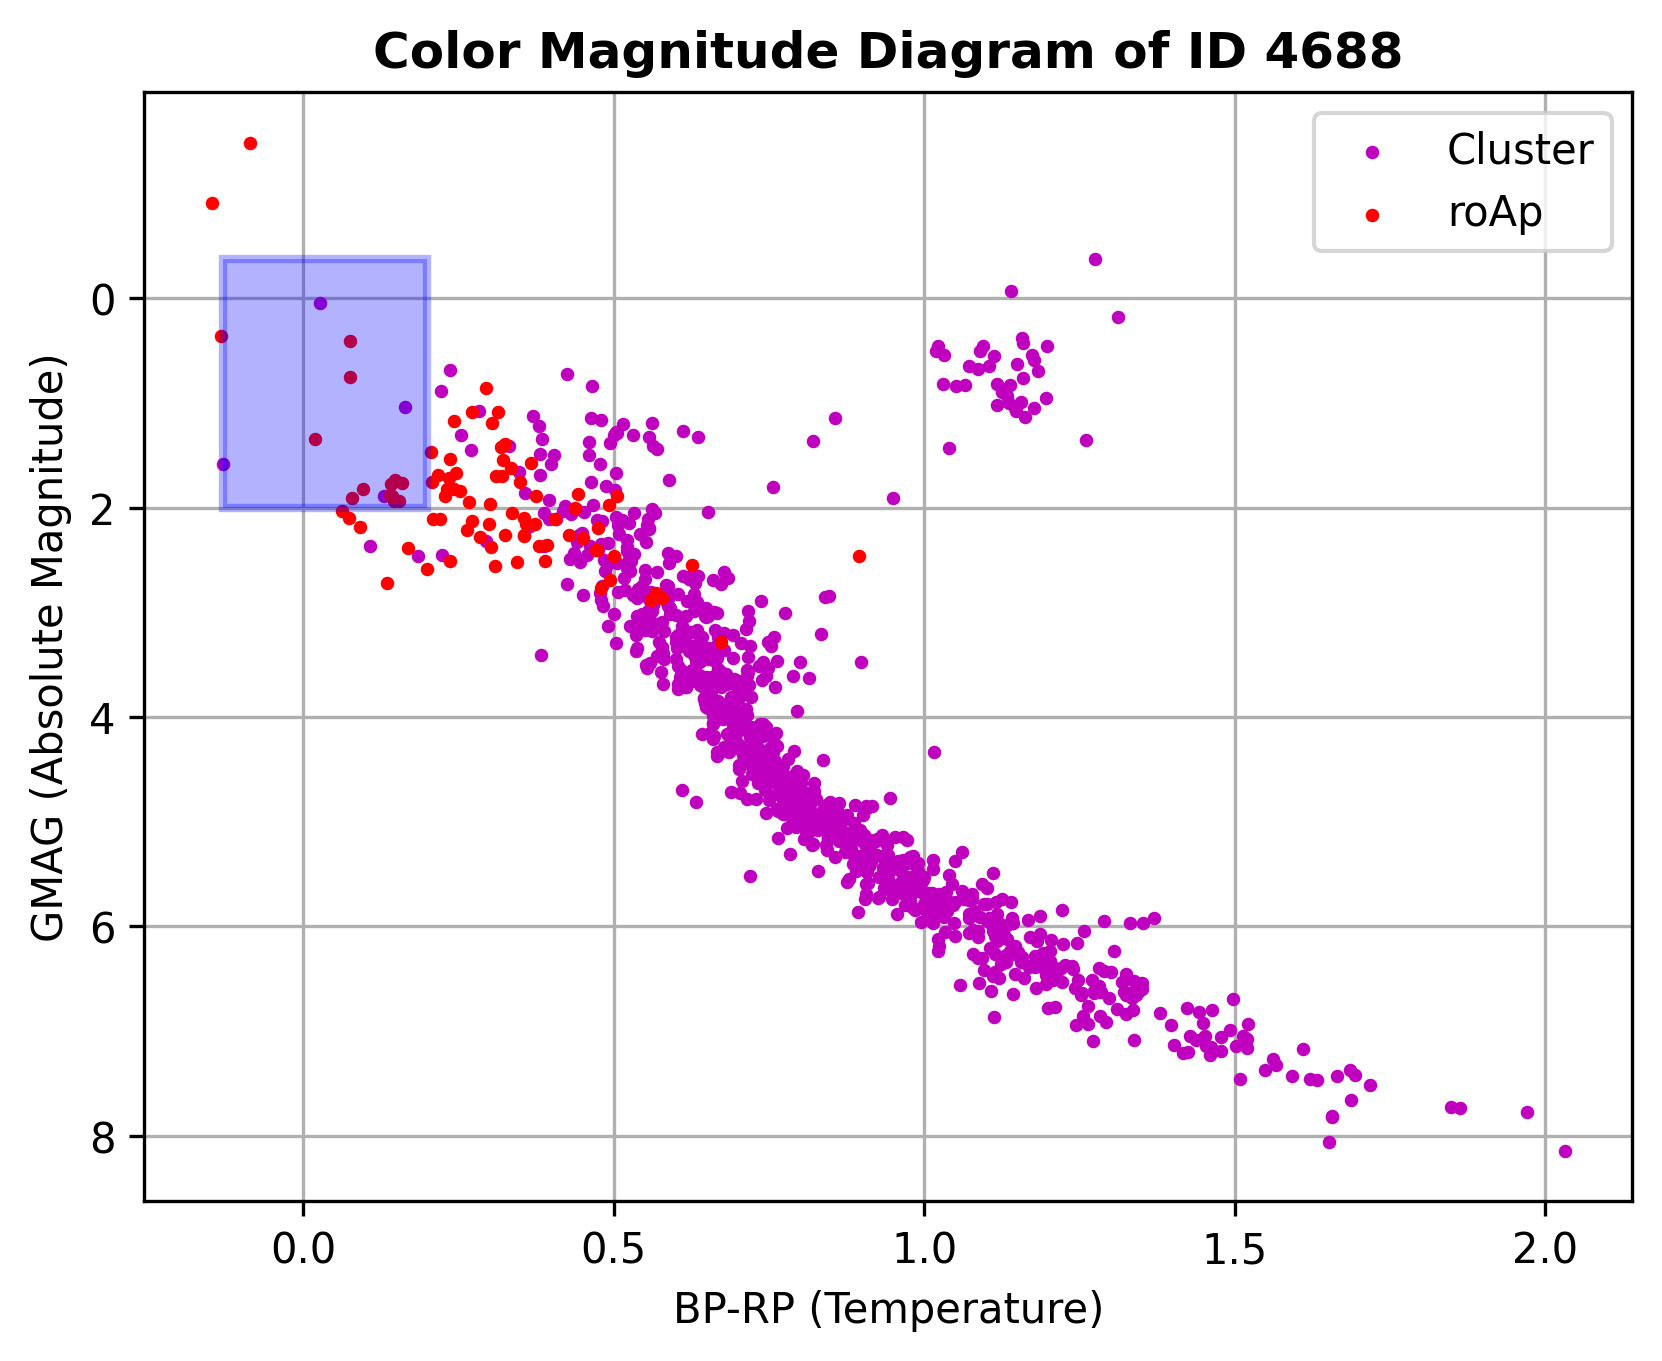 Color Magnitude Diagram of ID 4688
Cluster
roAp
GMAG (Absolute Magnitude)
0
2
4
6
8
0.0 0.5 1.0 1.5 2.0
BP-RP (Temperature)